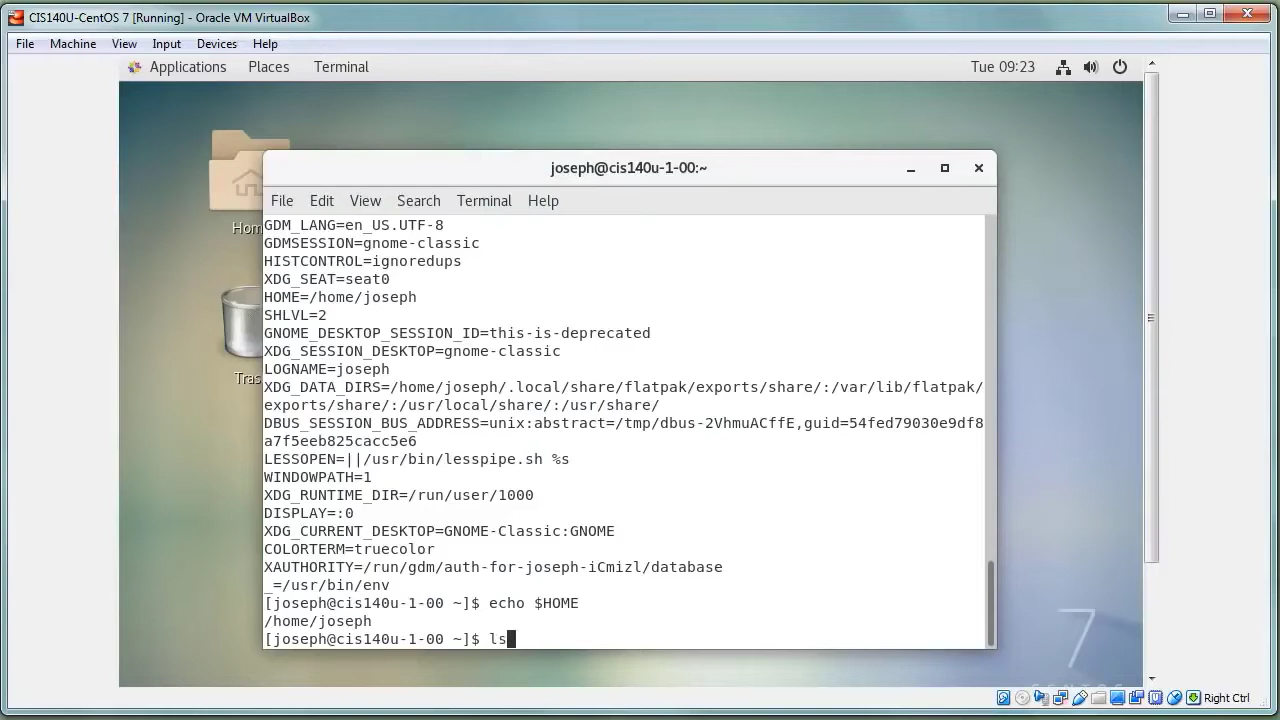 CIS140U-CentOS 7 [Running] - Oracle VM VirtualBox
File Machine View Input Devices Help
Applications Places Terminal Tue 09:23
joseph@cis140u-1-00:~
File Edit View Search Terminal Help
Hom
Tras
GDM_LANG=en_US.UTF-8
GDMSESSION=gnome-classic
HISTCONTROL=ignoredups
XDG_SEAT=seat0
HOME=/home/joseph
SHLVL=2
GNOME_DESKTOP_SESSION_ID=this-is-deprecated
XDG_SESSION_DESKTOP=gnome-classic
LOGNAME=joseph
XDG_DATA_DIRS=/home/joseph/.local/share/flatpak/exports/share/:/var/lib/flatpak/
exports/share/:/usr/local/share/:/usr/share/
DBUS_SESSION_BUS_ADDRESS=unix:abstract=/tmp/dbus-2VhmuACffE,guid=54fed79030e9df8
a7f5eeb825cacc5e6
LESSOPEN=||/usr/bin/lesspipe.sh %s
WINDOWPATH=1
XDG_RUNTIME_DIR=/run/user/1000
DISPLAY=:0
XDG_CURRENT_DESKTOP=GNOME-Classic:GNOME
COLORTERM=truecolor
XAUTHORITY=/run/gdm/auth-for-joseph-iCmizl/database
_=/usr/bin/env
[joseph@cis140u-1-00 ~]$ echo $HOME
/home/joseph
[joseph@cis140u-1-00 ~]$ ls
7
Right Ctrl